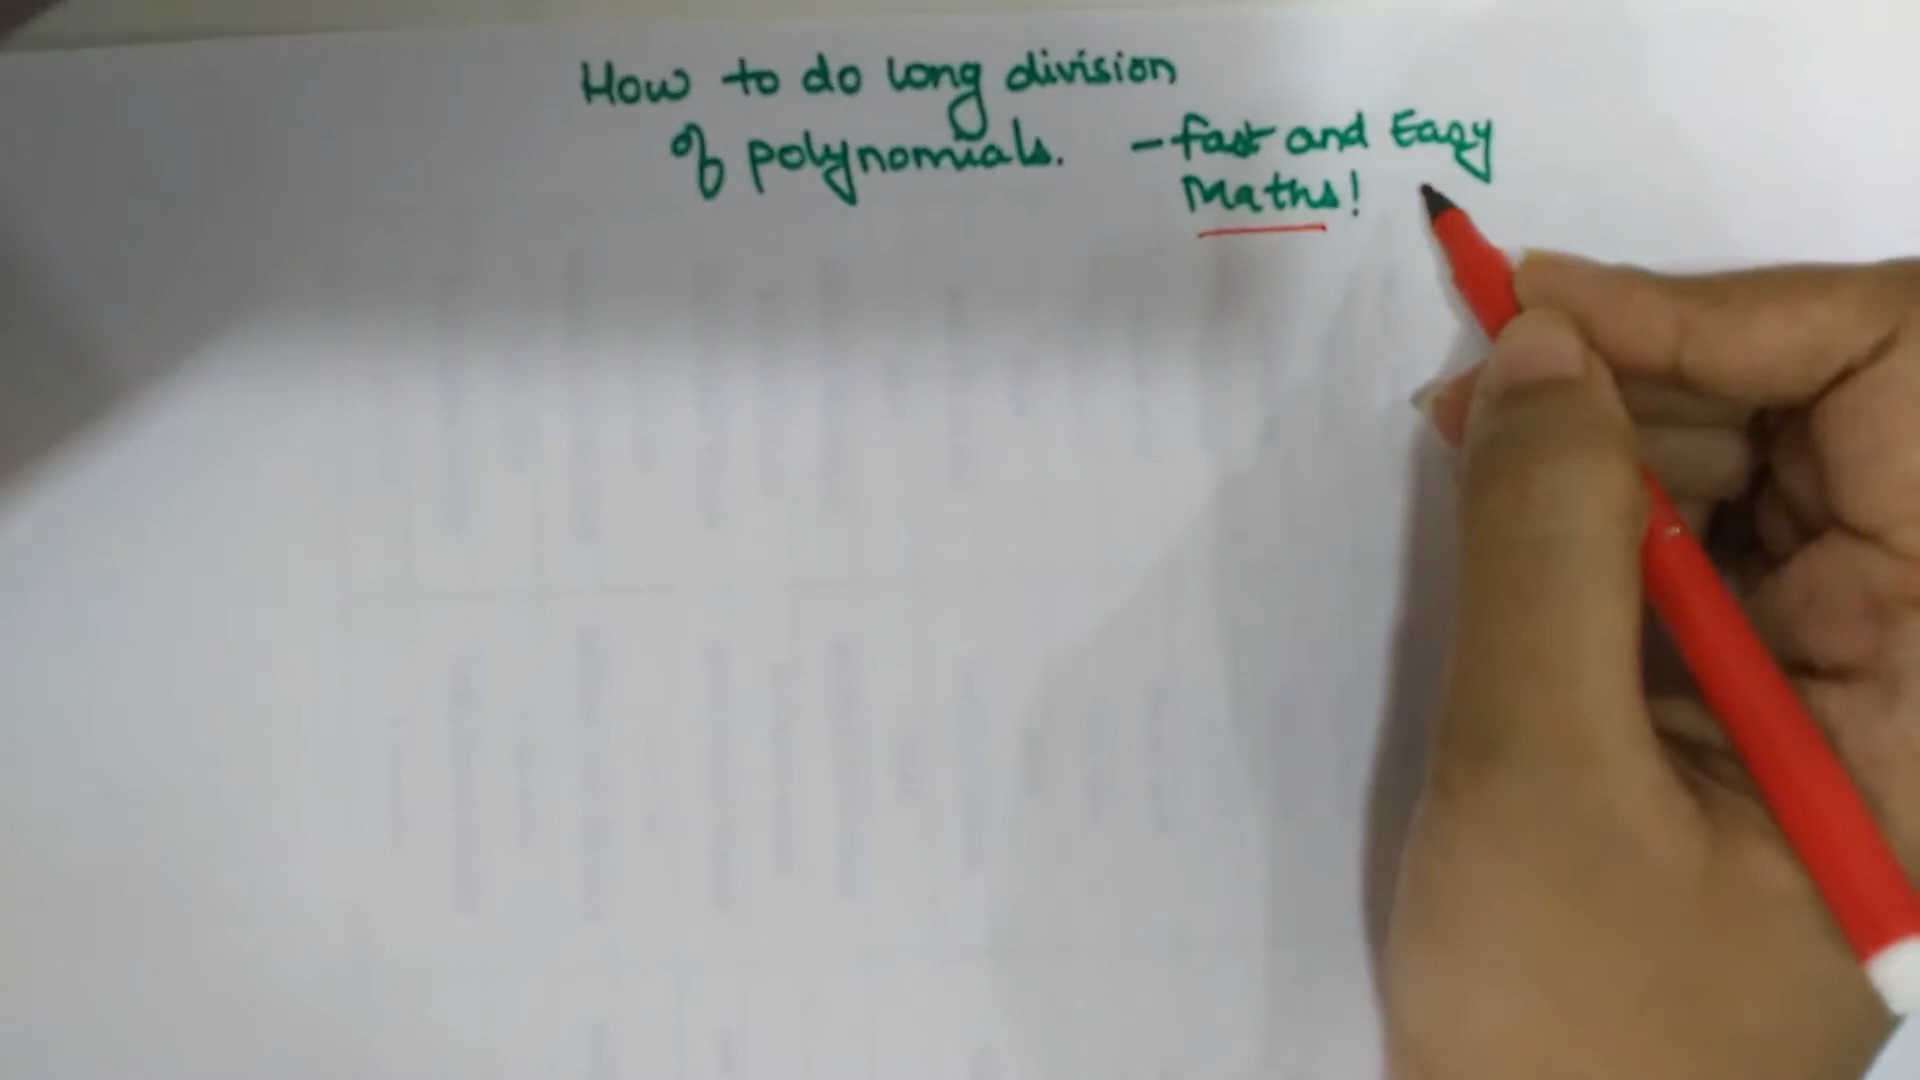 How to do long division
of polynomials.
- fast and Easy
Maths!